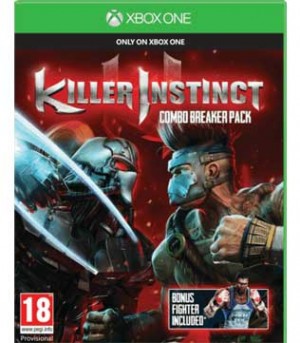 XBOX ONE
ONLY ON XBOX ONE
KILLER INSTINCT
COMBO BREAKER PACK
18
www.pegi.info
Provisional
BONUS
FIGHTER
INCLUDED*